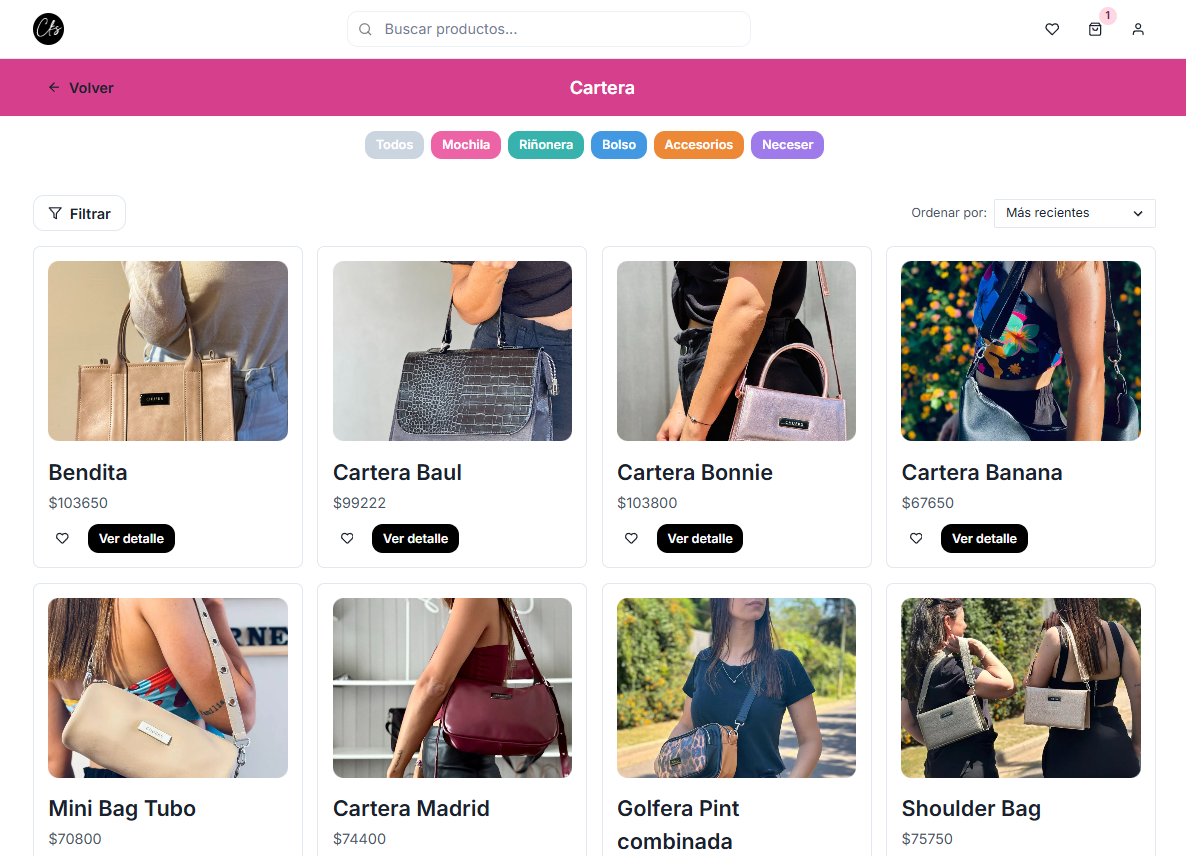 Cts
Buscar productos...
1
Volver
Cartera
Todos
Mochila
Riñonera
Bolso
Accesorios
Neceser
Filtrar
Ordenar por:
Más recientes
Bendita
$103650
Ver detalle
Cartera Baul
$99222
Ver detalle
Cartera Bonnie
$103800
Ver detalle
Cartera Banana
$67650
Ver detalle
RNE
Mini Bag Tubo
$70800
Cartera Madrid
$74400
Golfera Pint
combinada
Shoulder Bag
$75750